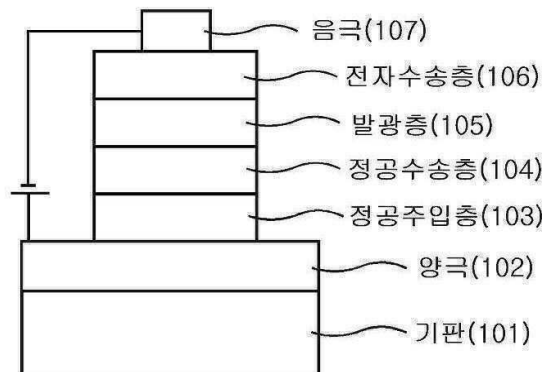 음극(107)
전자수송층(106)
발광층(105)
정공수송층(104)
정공주입층(103)
양극(102)
기판(101)